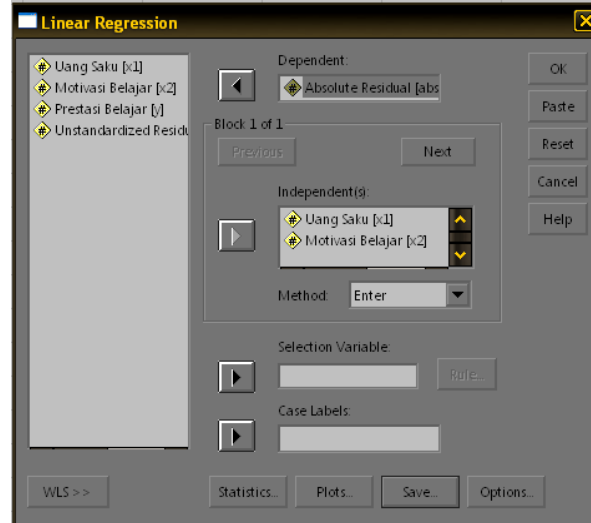 Linear Regression
Uang Saku [x1]
Motivasi Belajar [x2]
Prestasi Belajar [y]
Unstandardized Residu
Dependent:
Absolute Residual [abs
Block 1 of 1
Previous
Next
Independent(s):
Uang Saku [x1]
Motivasi Belajar [x2]
Method:
Enter
Selection Variable:
Rule...
Case Labels:
WLS >>
Statistics...
Plots...
Save...
Options...
OK
Paste
Reset
Cancel
Help